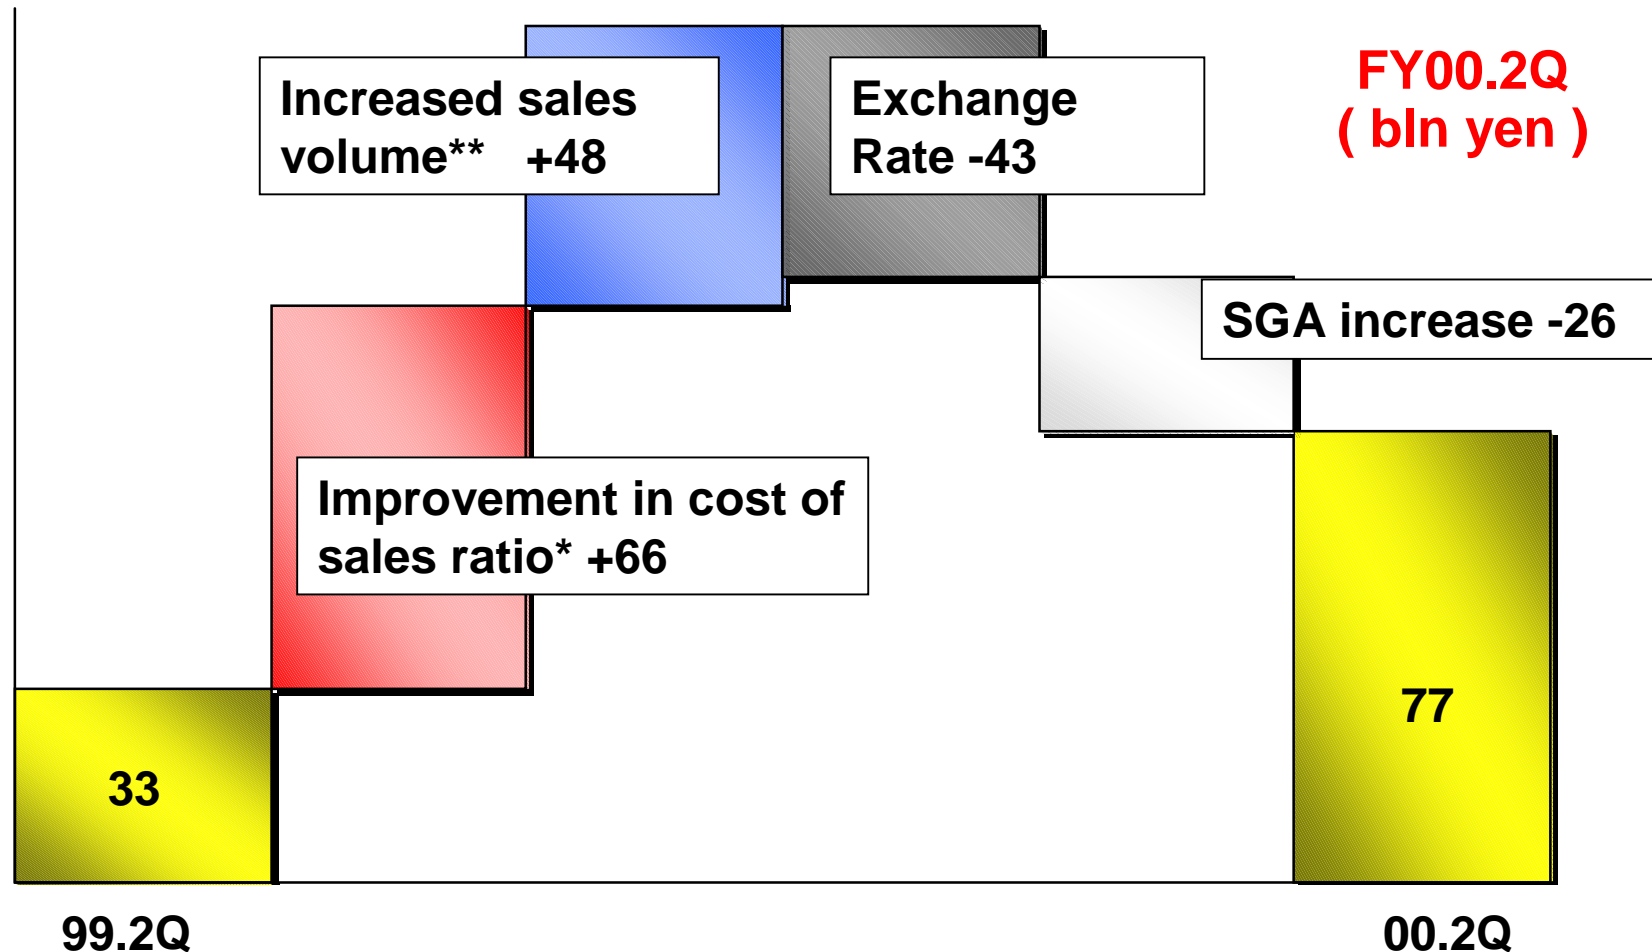 Increased sales
volume** +48
Exchange
Rate -43
FY00.2Q
( bln yen )
SGA increase -26
Improvement in cost of
sales ratio* +66
33
77
99.2Q
00.2Q